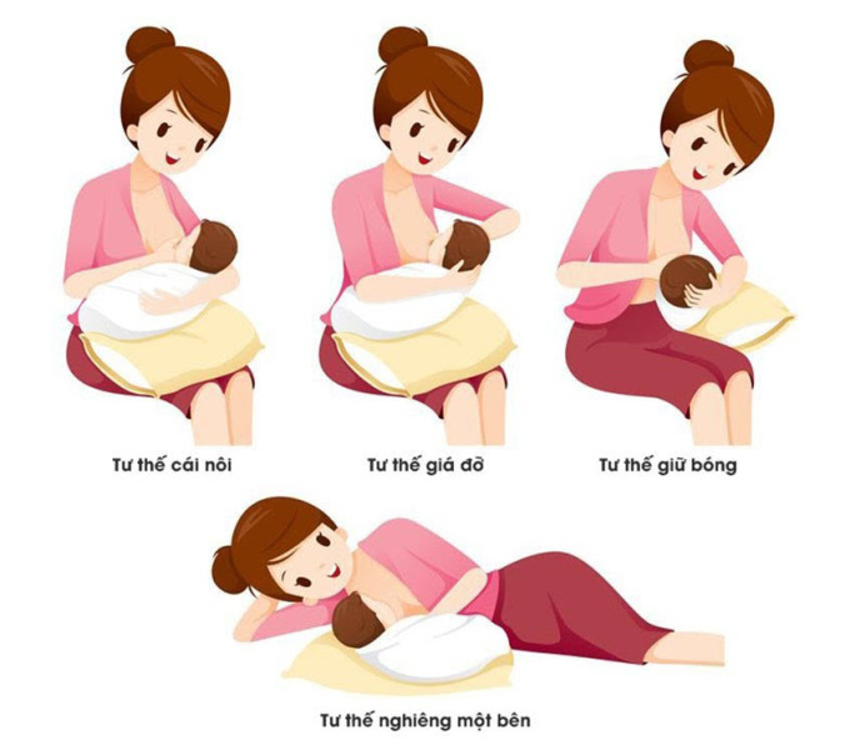 Tư thế cái nôi
Tư thế giá đỡ
Tư thế giữ bóng
Tư thế nghiêng một bên